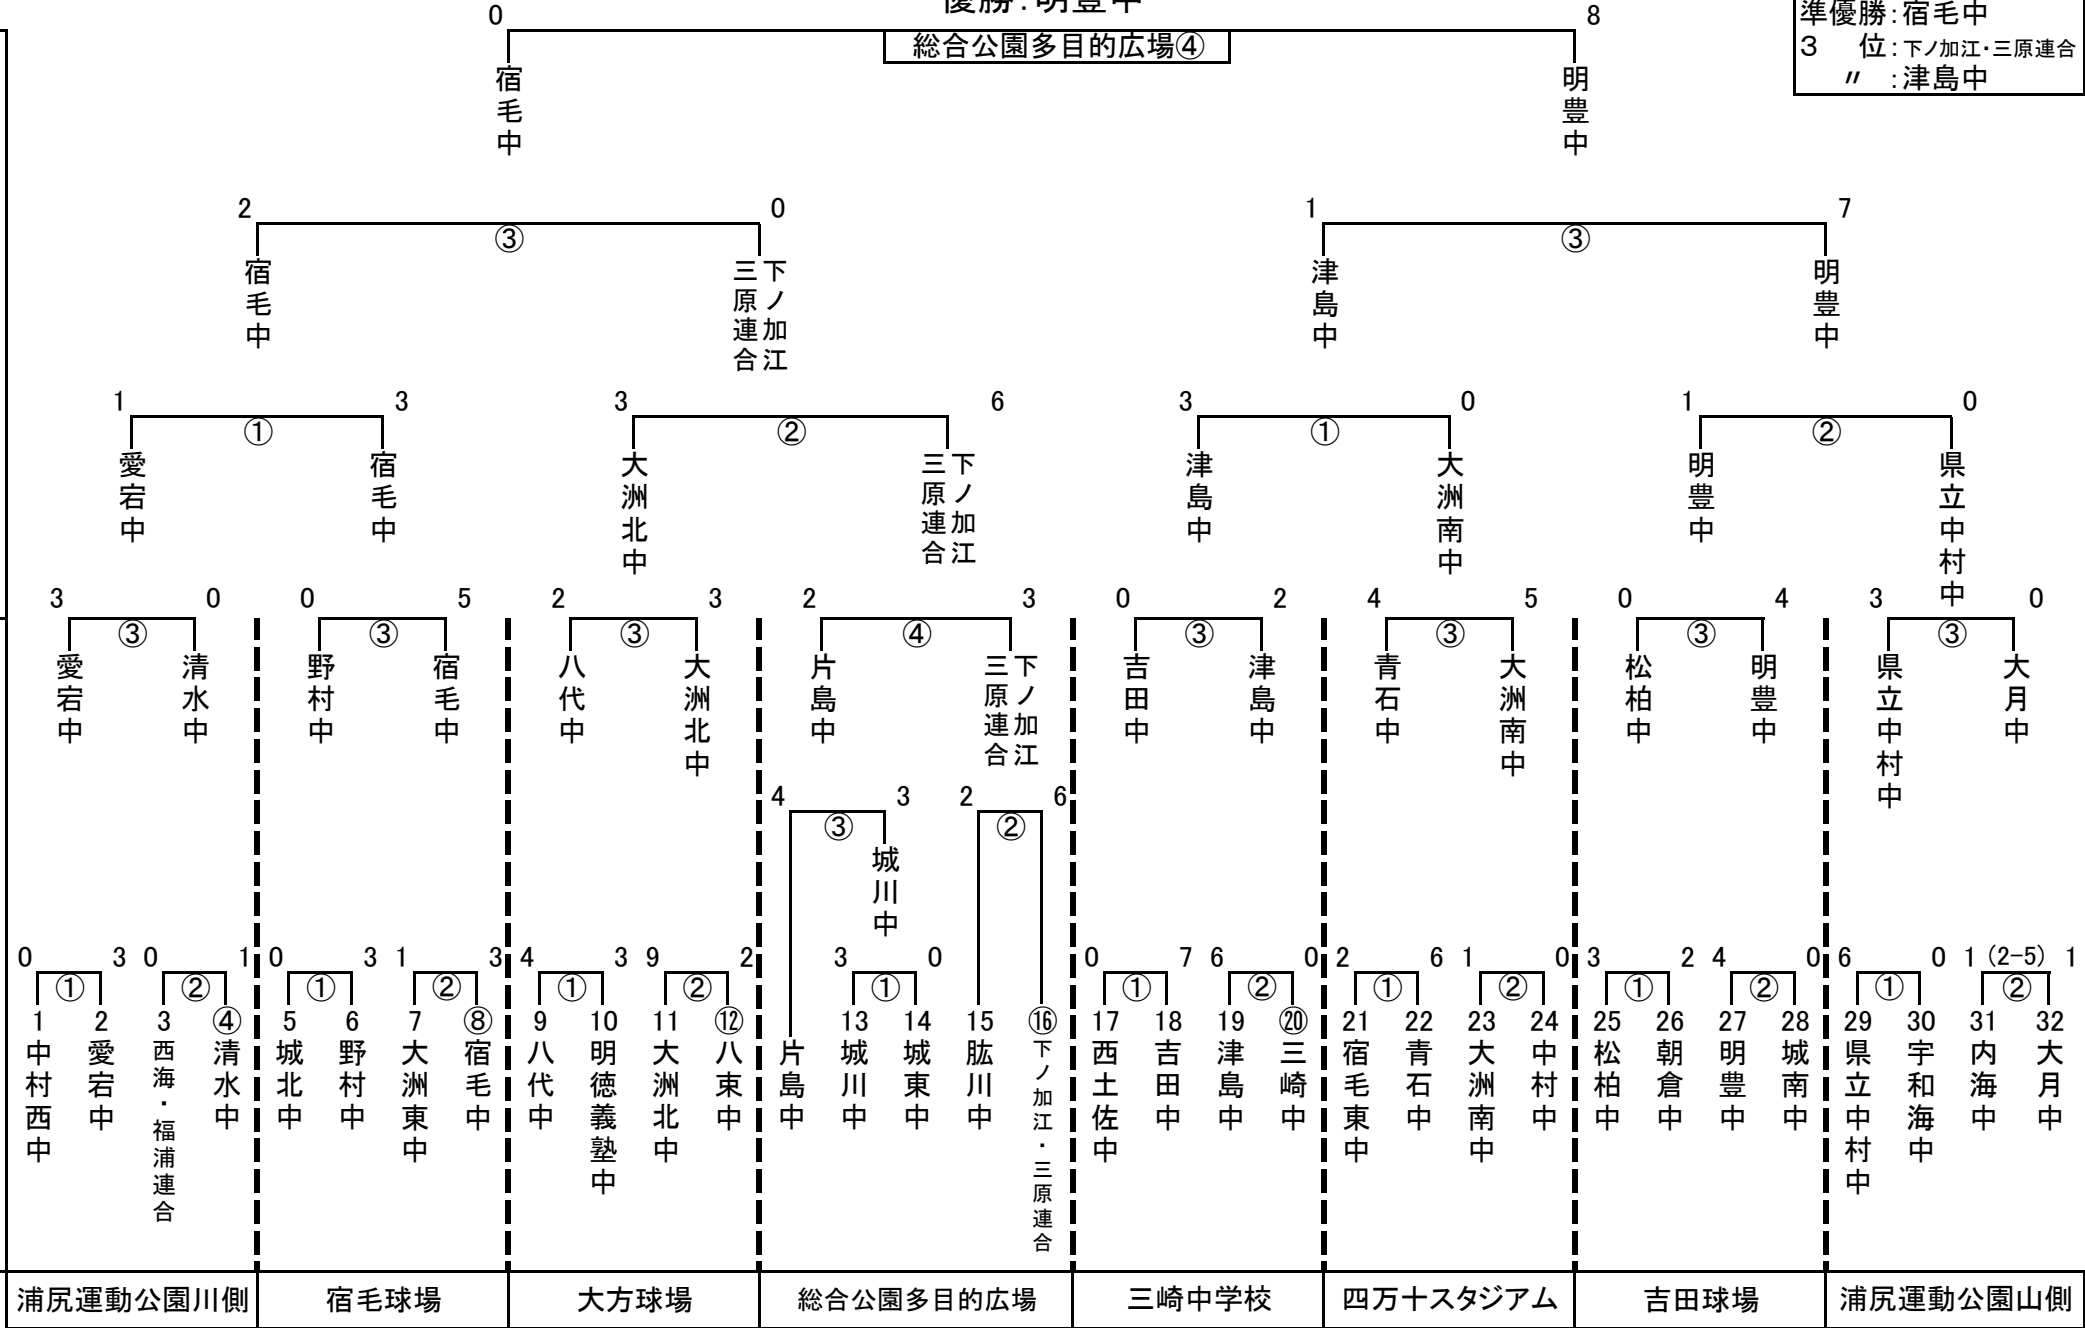 優勝：明豊中
準優勝：宿毛中
３　位：下ノ加江・三原連合
〃：津島中
0 8
総合公園多目的広場④
宿毛中 明豊中
2 0 1 7
③ ③
宿毛中 下ノ加江三原連合 津島中 明豊中
1 3 3 6 3 0 1 0
① ② ① ②
愛宕中 宿毛中 大洲北中 下ノ加江三原連合 津島中 大洲南中 明豊中 県立中村中
3 0 0 5 2 3 2 3 0 2 4 5 0 4 3 0
③ ③ ③ ④ ③ ③ ③ ③
愛宕中 清水中 野村中 宿毛中 八代中 大洲北中 片島中 下ノ加江三原連合 吉田中 津島中 青石中 大洲南中 松柏中 明豊中 県立中村中 大月中
4 3 2 6
③ ②
城川中
0 3 0 1 0 3 1 3 4 3 9 2 3 0 0 7 6 0 2 6 1 0 3 2 4 0 6 0 1 (2-5) 1
① ② ① ② ① ② ① ① ② ① ② ① ② ① ②
1 2 3 ④ 5 6 7 ⑧ 9 10 11 ⑫ 13 14 15 ⑯ 17 18 19 ⑳ 21 22 23 24 25 26 27 28 29 30 31 32
中村西中 愛宕中 西海・福浦連合 清水中 城北中 野村中 大洲東中 宿毛中 八代中 明徳義塾中 大洲北中 八束中 片島中 城川中 城東中 肱川中 下ノ加江・三原連合 西土佐中 吉田中 津島中 三崎中 宿毛東中 青石中 大洲南中 中村中 松柏中 朝倉中 明豊中 城南中 県立中村中 宇和海中 内海中 大月中
浦尻運動公園川側 宿毛球場 大方球場 総合公園多目的広場 三崎中学校 四万十スタジアム 吉田球場 浦尻運動公園山側